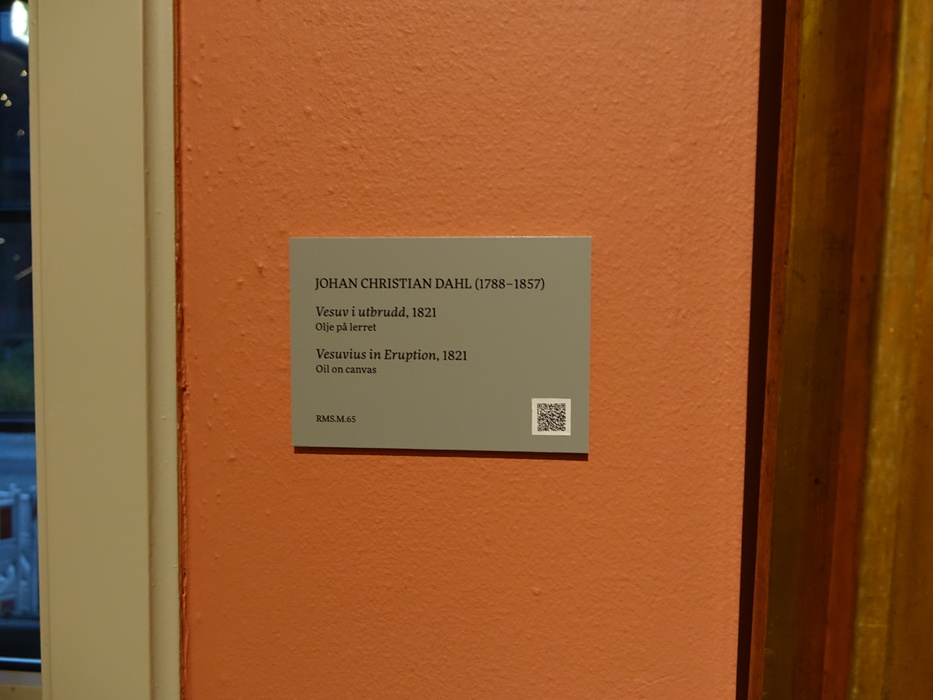 JOHAN CHRISTIAN DAHL (1788–1857)
Vesuv i utbrudd, 1821
Olje på lerret
Vesuvius in Eruption, 1821
Oil on canvas
RMS.M.65